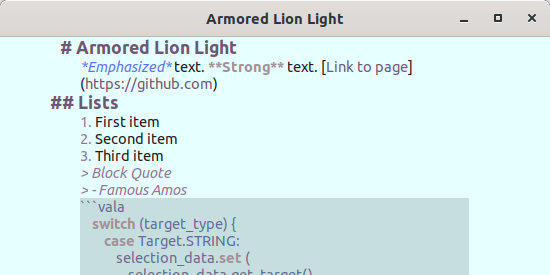 Armored Lion Light
# Armored Lion Light
*Emphasized* text. **Strong** text. [Link to page]
(https://github.com)
## Lists
1. First item
2. Second item
3. Third item
> Block Quote
> - Famous Amos
```vala
switch (target_type) {
case Target.STRING:
selection_data.set (
selection_data.get_target()